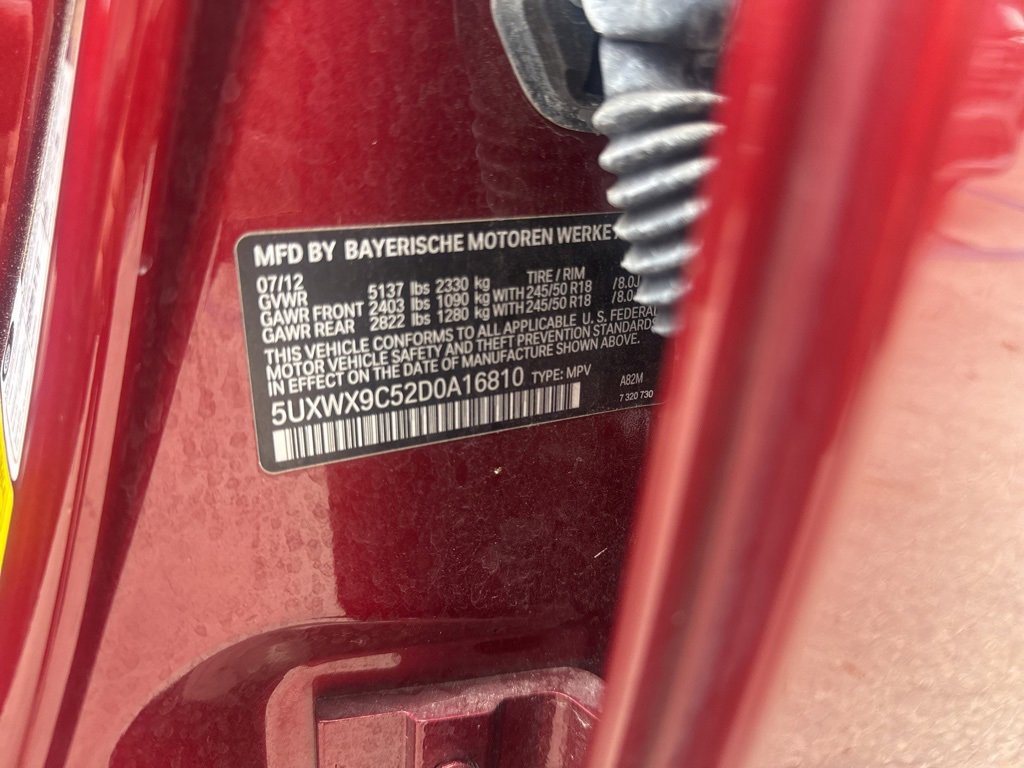 MFD BY BAYERISCHE MOTOREN WERKE
07/12 TIRE / RIM
GVWR 5137 lbs 2330 kg
GAWR FRONT 2403 lbs 1090 kg WITH 245/50 R18
GAWR REAR 2822 lbs 1280 kg WITH 245/50 R18
THIS VEHICLE CONFORMS TO ALL APPLICABLE U.S. FEDERAL
MOTOR VEHICLE SAFETY AND THEFT PREVENTION STANDARDS
IN EFFECT ON THE DATE OF MANUFACTURE SHOWN ABOVE.
5UXWX9C52D0A16810 TYPE: MPV
A82M
7 320 730